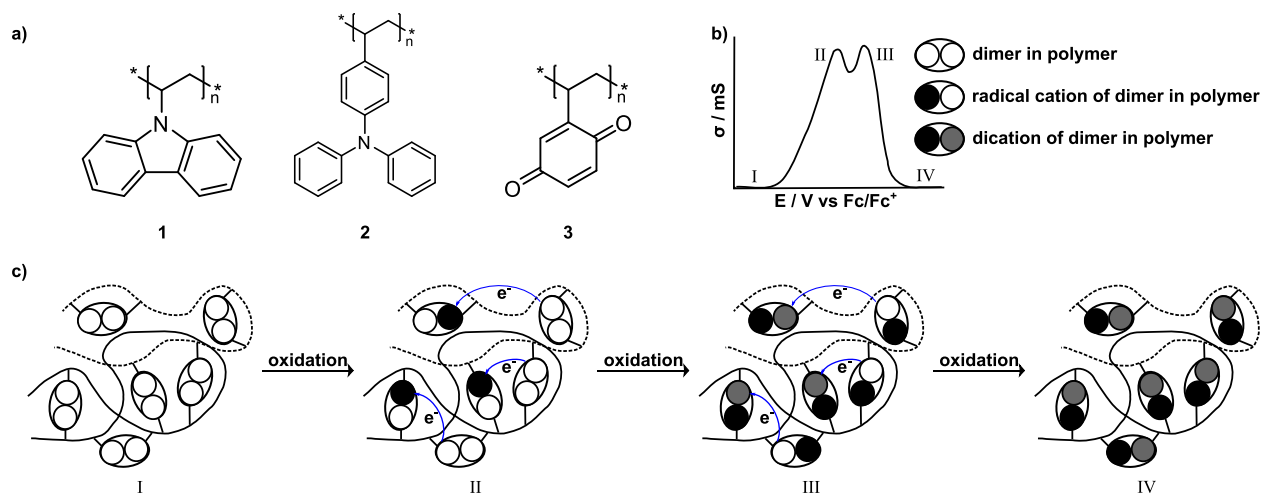 a)
*
*
n
N
1
*
*
n
N
2
*
*
n
O
O
3
b)
σ / mS
I
II
III
IV
E / V vs Fc/Fc⁺
dimer in polymer
radical cation of dimer in polymer
dication of dimer in polymer
c)
I
oxidation
e⁻
e⁻
e⁻
II
oxidation
e⁻
e⁻
e⁻
III
oxidation
IV